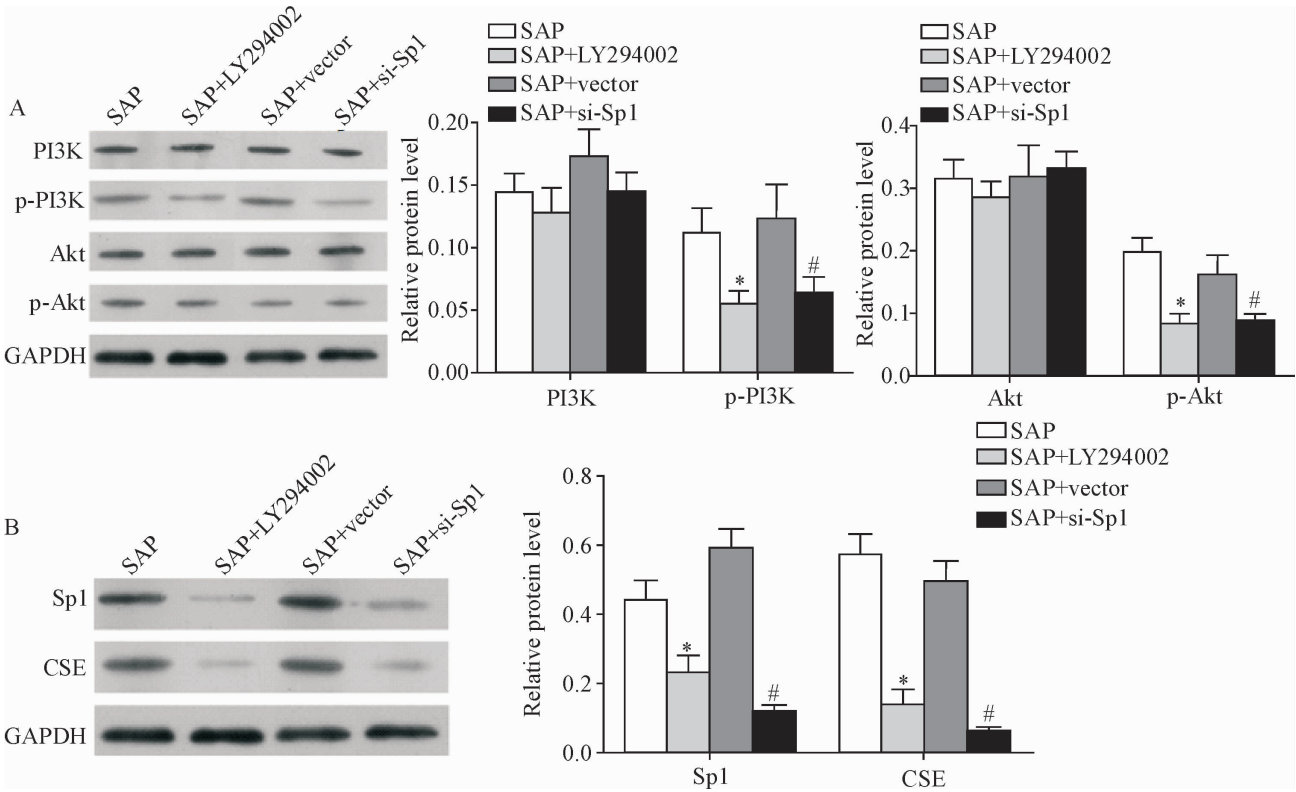 A
SAP
SAP+LY294002
SAP+vector
SAP+si-Sp1
PI3K
p-PI3K
Akt
p-Akt
GAPDH
SAP
SAP+LY294002
SAP+vector
SAP+si-Sp1
Relative protein level
0.20
0.15
0.10
0.05
0.00
*
#
PI3K
p-PI3K
SAP
SAP+LY294002
SAP+vector
SAP+si-Sp1
Relative protein level
0.4
0.3
0.2
0.1
0.0
*
#
Akt
p-Akt
B
SAP
SAP+LY294002
SAP+vector
SAP+si-Sp1
Sp1
CSE
GAPDH
SAP
SAP+LY294002
SAP+vector
SAP+si-Sp1
Relative protein level
0.8
0.6
0.4
0.2
0.0
*
#
*
#
Sp1
CSE